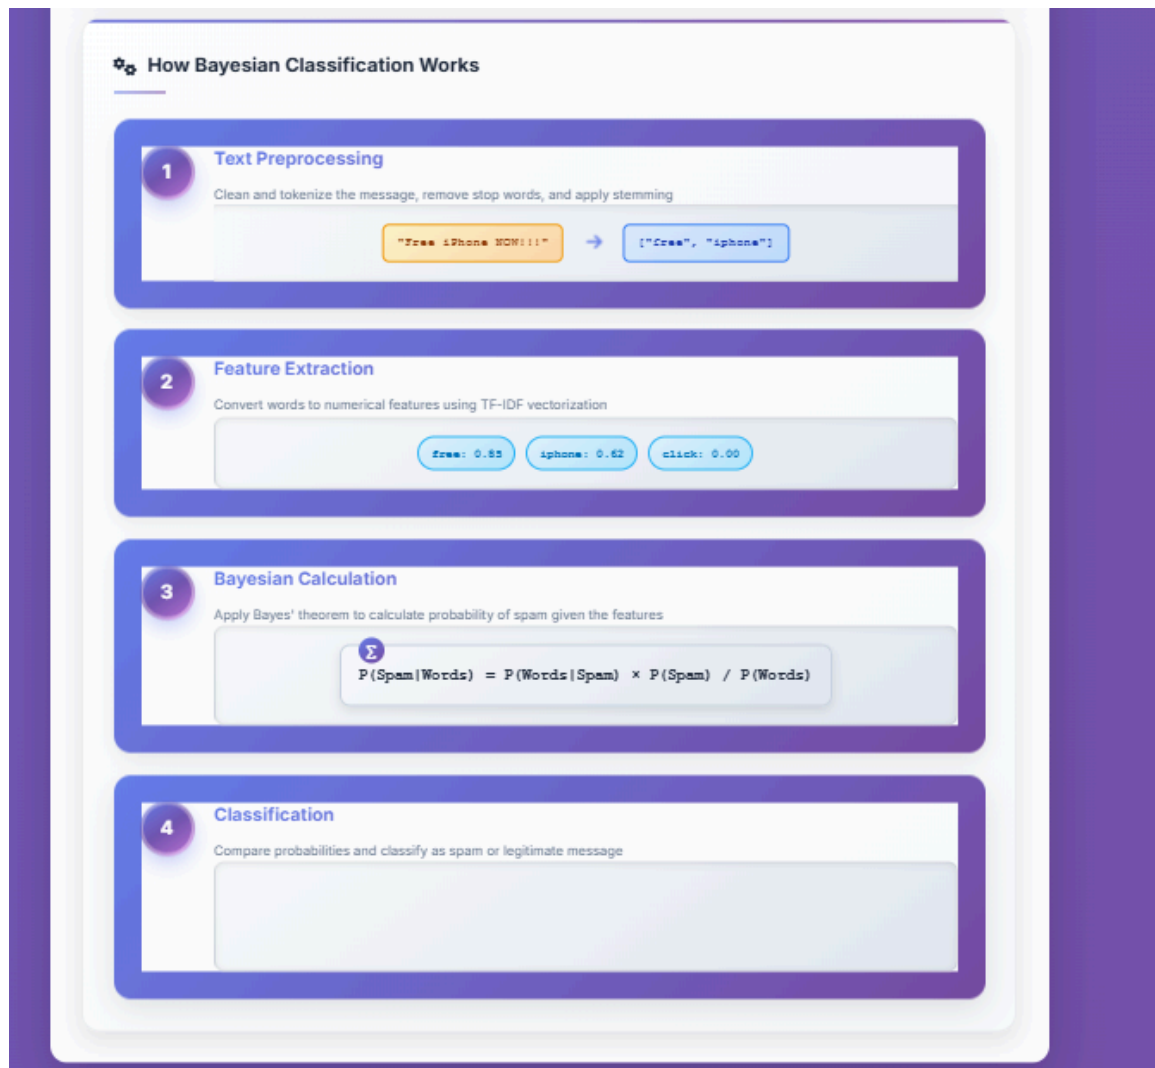 How Bayesian Classification Works
1
Text Preprocessing
Clean and tokenize the message, remove stop words, and apply stemming
"Free iPhone NOW!!!" → ["free", "iphone"]
2
Feature Extraction
Convert words to numerical features using TF-IDF vectorization
free: 0.85 iphone: 0.62 click: 0.00
3
Bayesian Calculation
Apply Bayes' theorem to calculate probability of spam given the features
Σ
P(Spam|Words) = P(Words|Spam) × P(Spam) / P(Words)
4
Classification
Compare probabilities and classify as spam or legitimate message